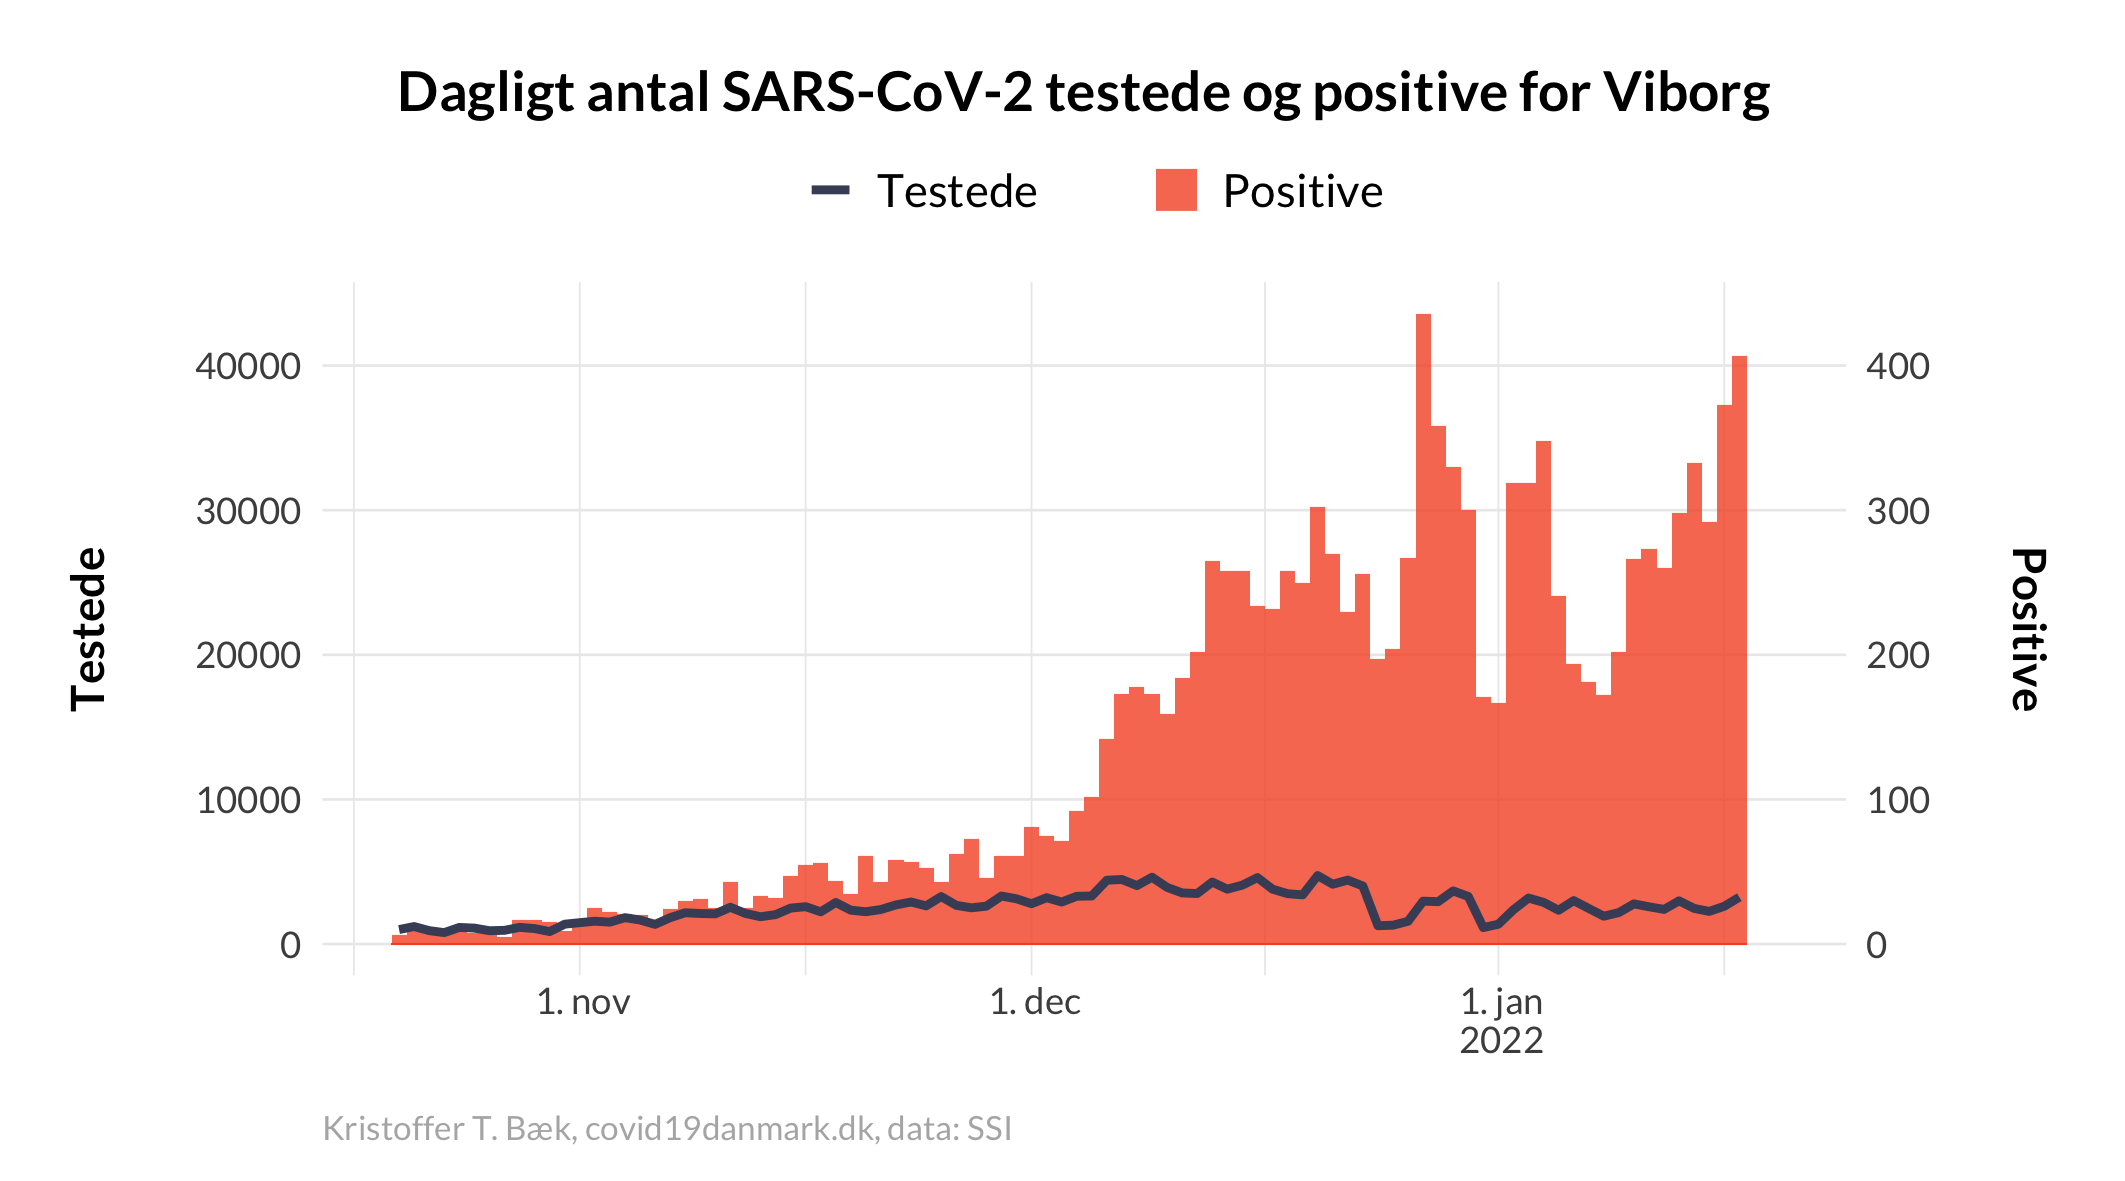 Dagligt antal SARS-CoV-2 testede og positive for Viborg
Testede
Positive
Testede
40000
30000
20000
10000
0
400
300
200
100
0
Positive
1. nov
1. dec
1. jan
2022
Kristoffer T. Bæk, covid19danmark.dk, data: SSI